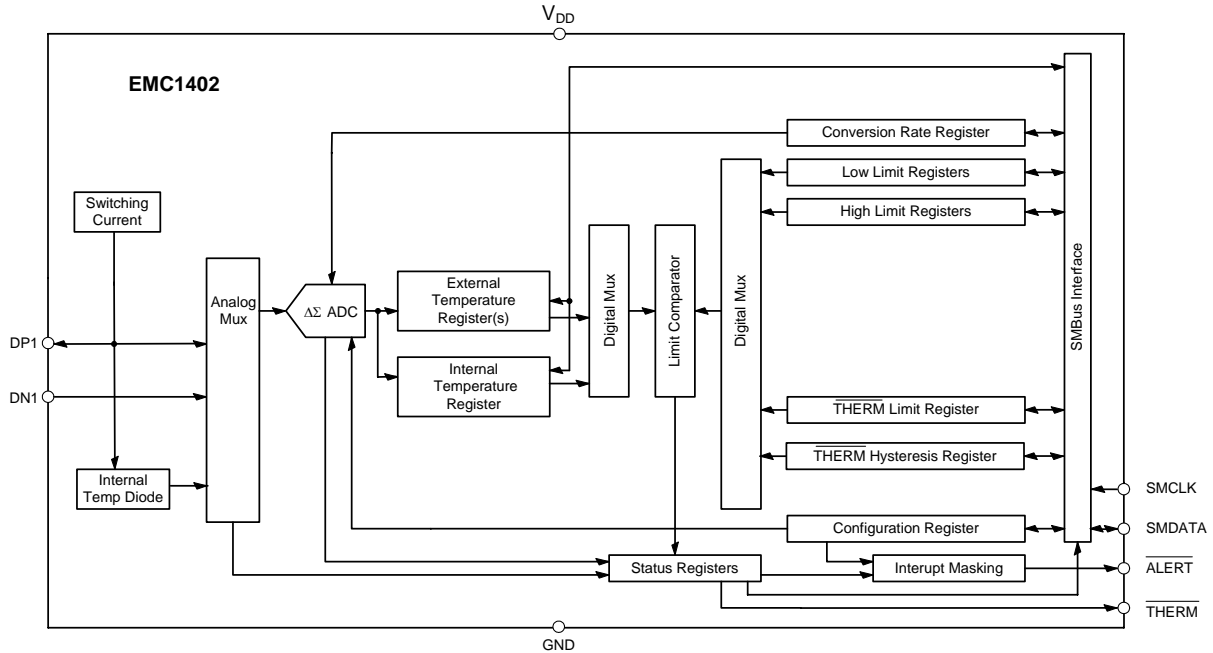 V_DD
EMC1402
Conversion Rate Register
Low Limit Registers
High Limit Registers
Switching
Current
Analog
Mux
ΔΣ ADC
External
Temperature
Register(s)
Internal
Temperature
Register
Digital Mux
Limit Comparator
Digital Mux
SMBus Interface
DP1
DN1
THERM Limit Register
THERM Hysteresis Register
Internal
Temp Diode
SMCLK
Configuration Register
SMDATA
Status Registers
Interupt Masking
ALERT
THERM
GND